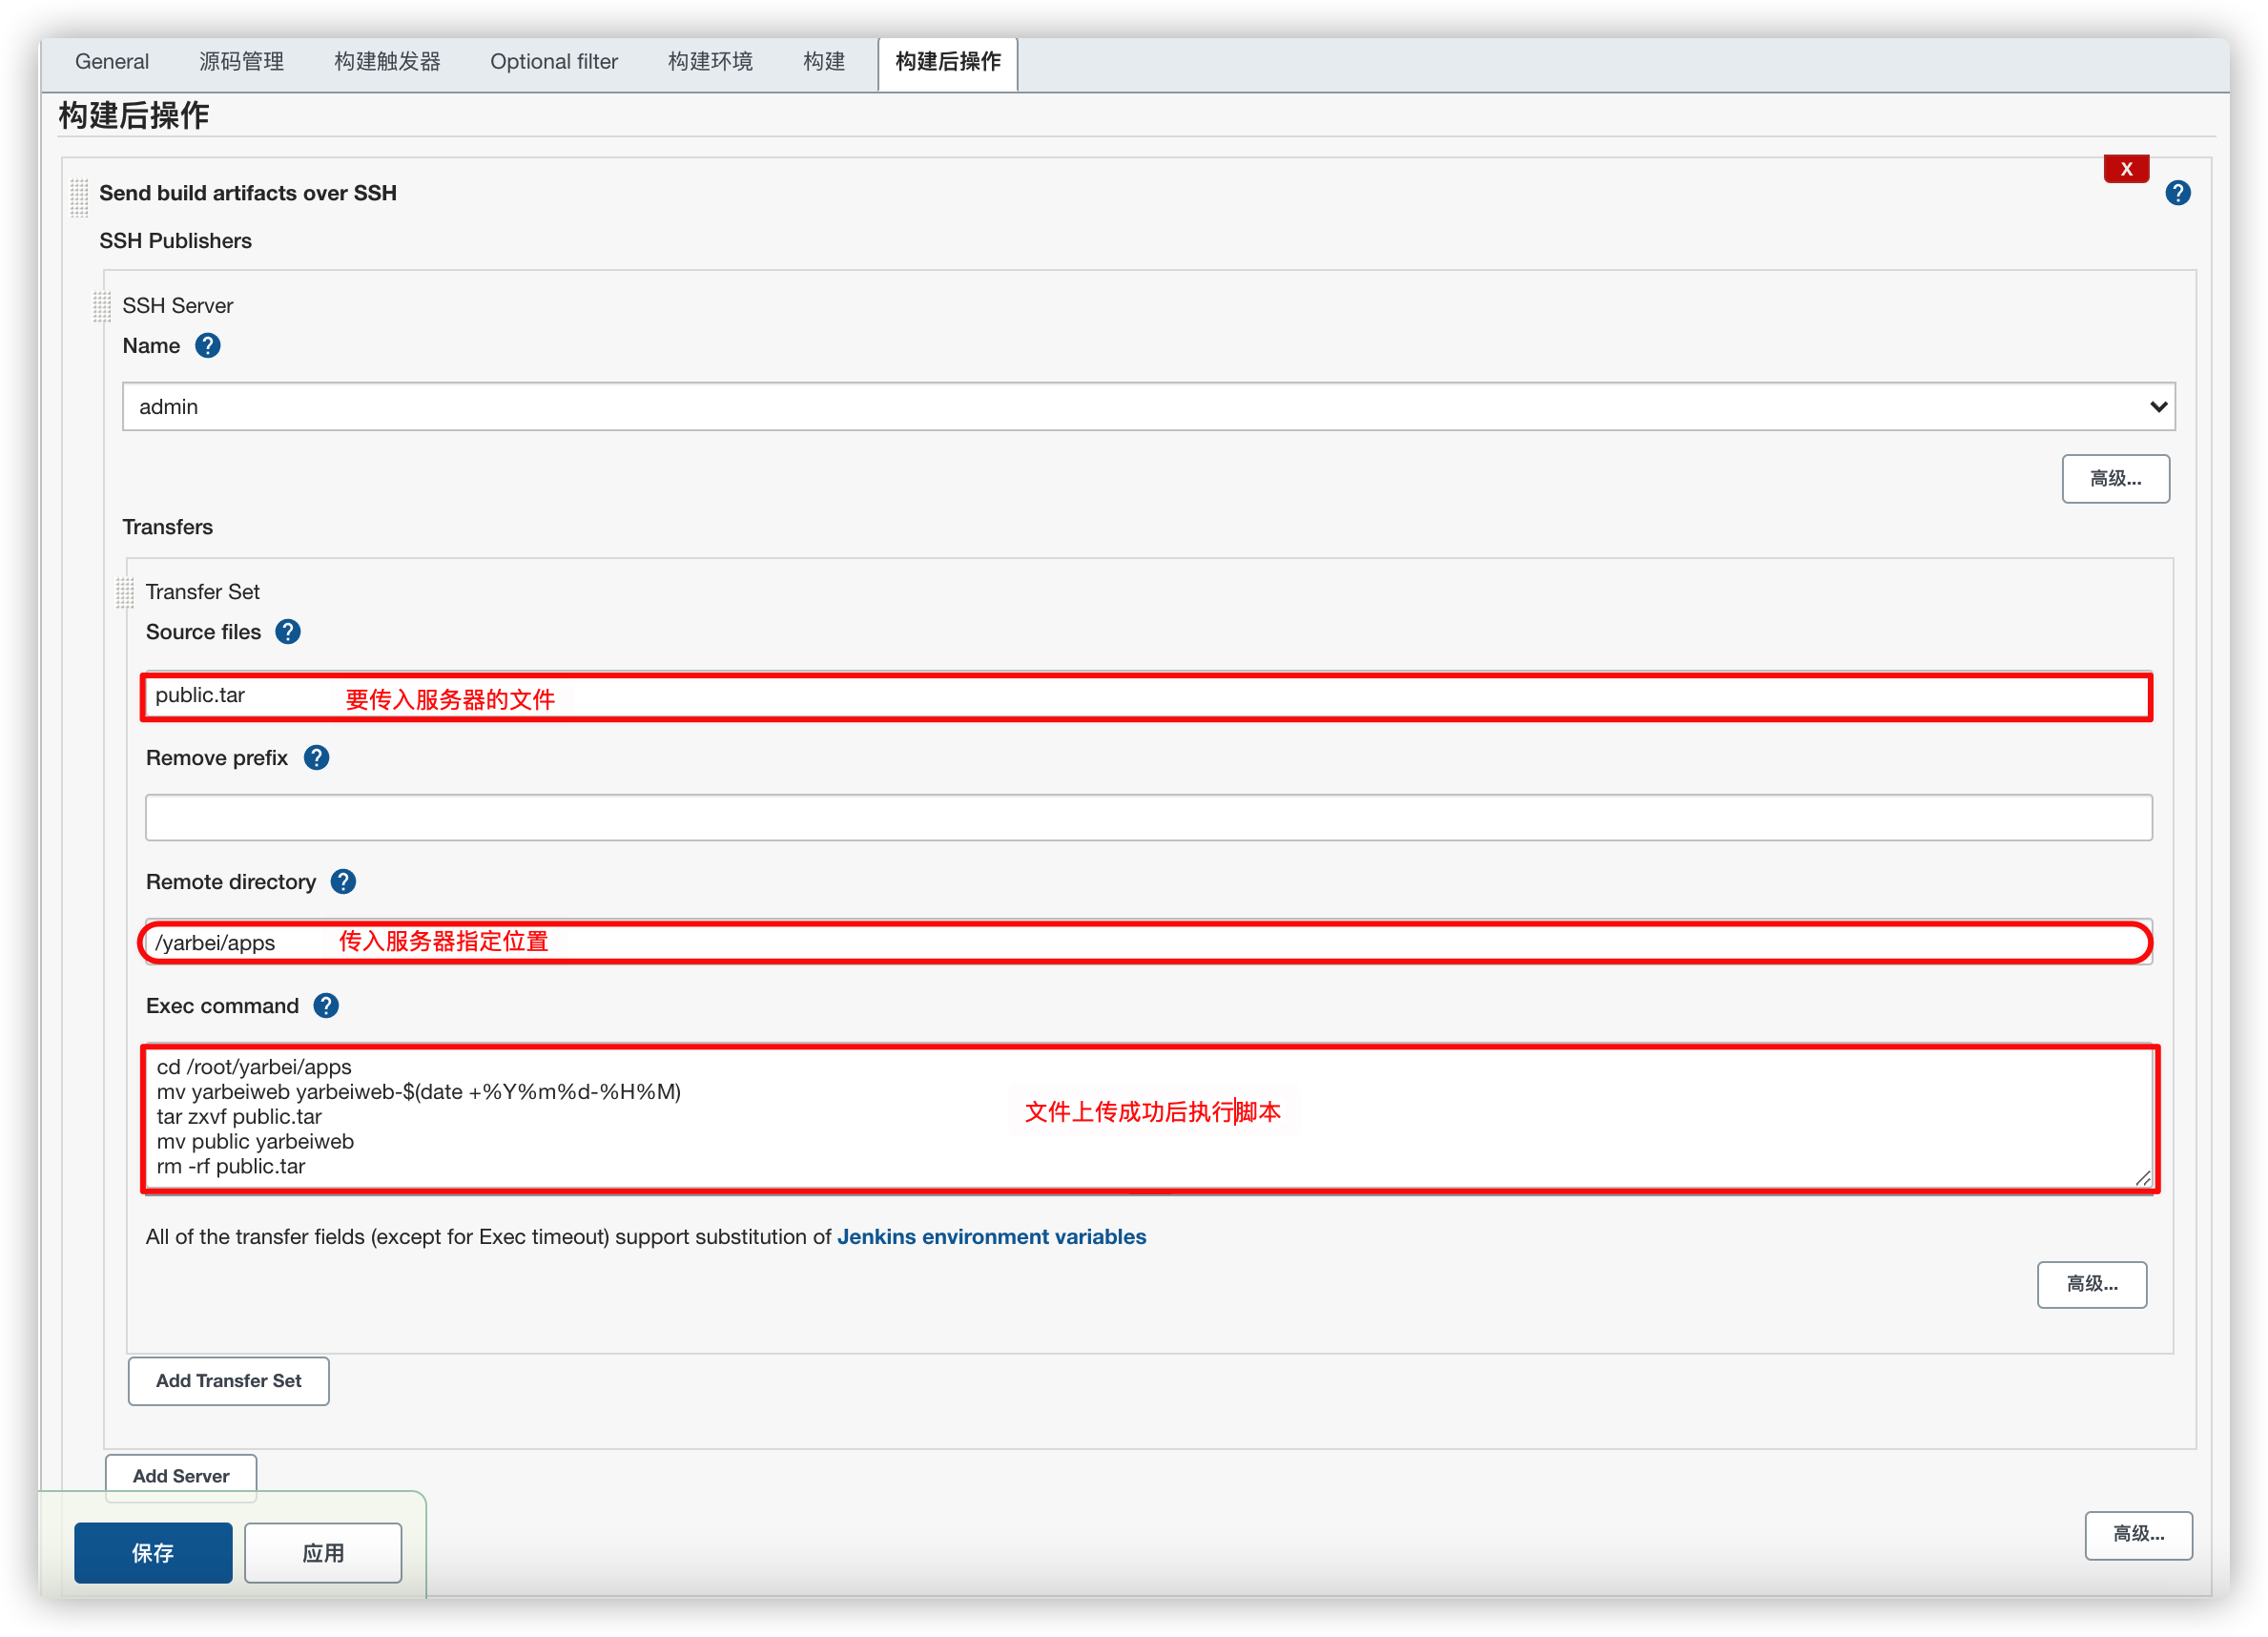 General 源码管理 构建触发器 Optional filter 构建环境 构建 构建后操作
构建后操作
X
Send build artifacts over SSH ?
SSH Publishers
SSH Server
Name ?
admin
高级...
Transfers
Transfer Set
Source files ?
public.tar 要传入服务器的文件
Remove prefix ?
Remote directory ?
/yarbei/apps 传入服务器指定位置
Exec command ?
cd /root/yarbei/apps
mv yarbeiweb yarbeiweb-$(date +%Y%m%d-%H%M)
tar zxvf public.tar
mv public yarbeiweb
rm -rf public.tar
文件上传成功后执行脚本
All of the transfer fields (except for Exec timeout) support substitution of Jenkins environment variables
高级...
Add Transfer Set
Add Server
高级...
保存 应用